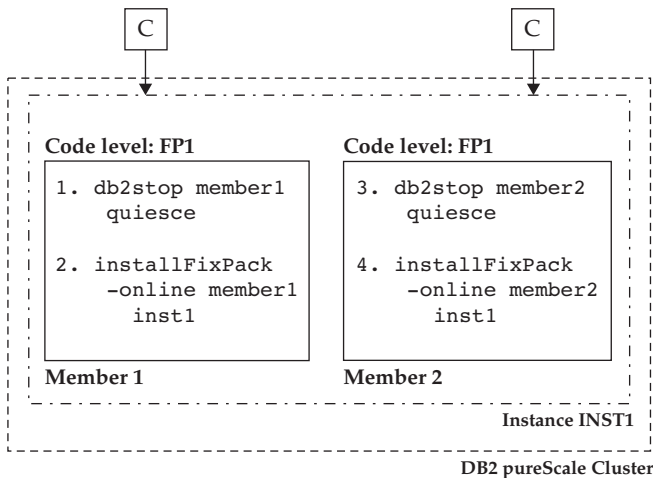 C
C
Code level: FP1
1. db2stop member1
quiesce
2. installFixPack
–online member1
inst1
Member 1
Code level: FP1
3. db2stop member2
quiesce
4. installFixPack
–online member2
inst1
Member 2
Instance INST1
DB2 pureScale Cluster